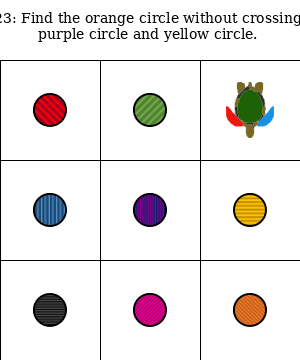 23: Find the orange circle without crossing
purple circle and yellow circle.